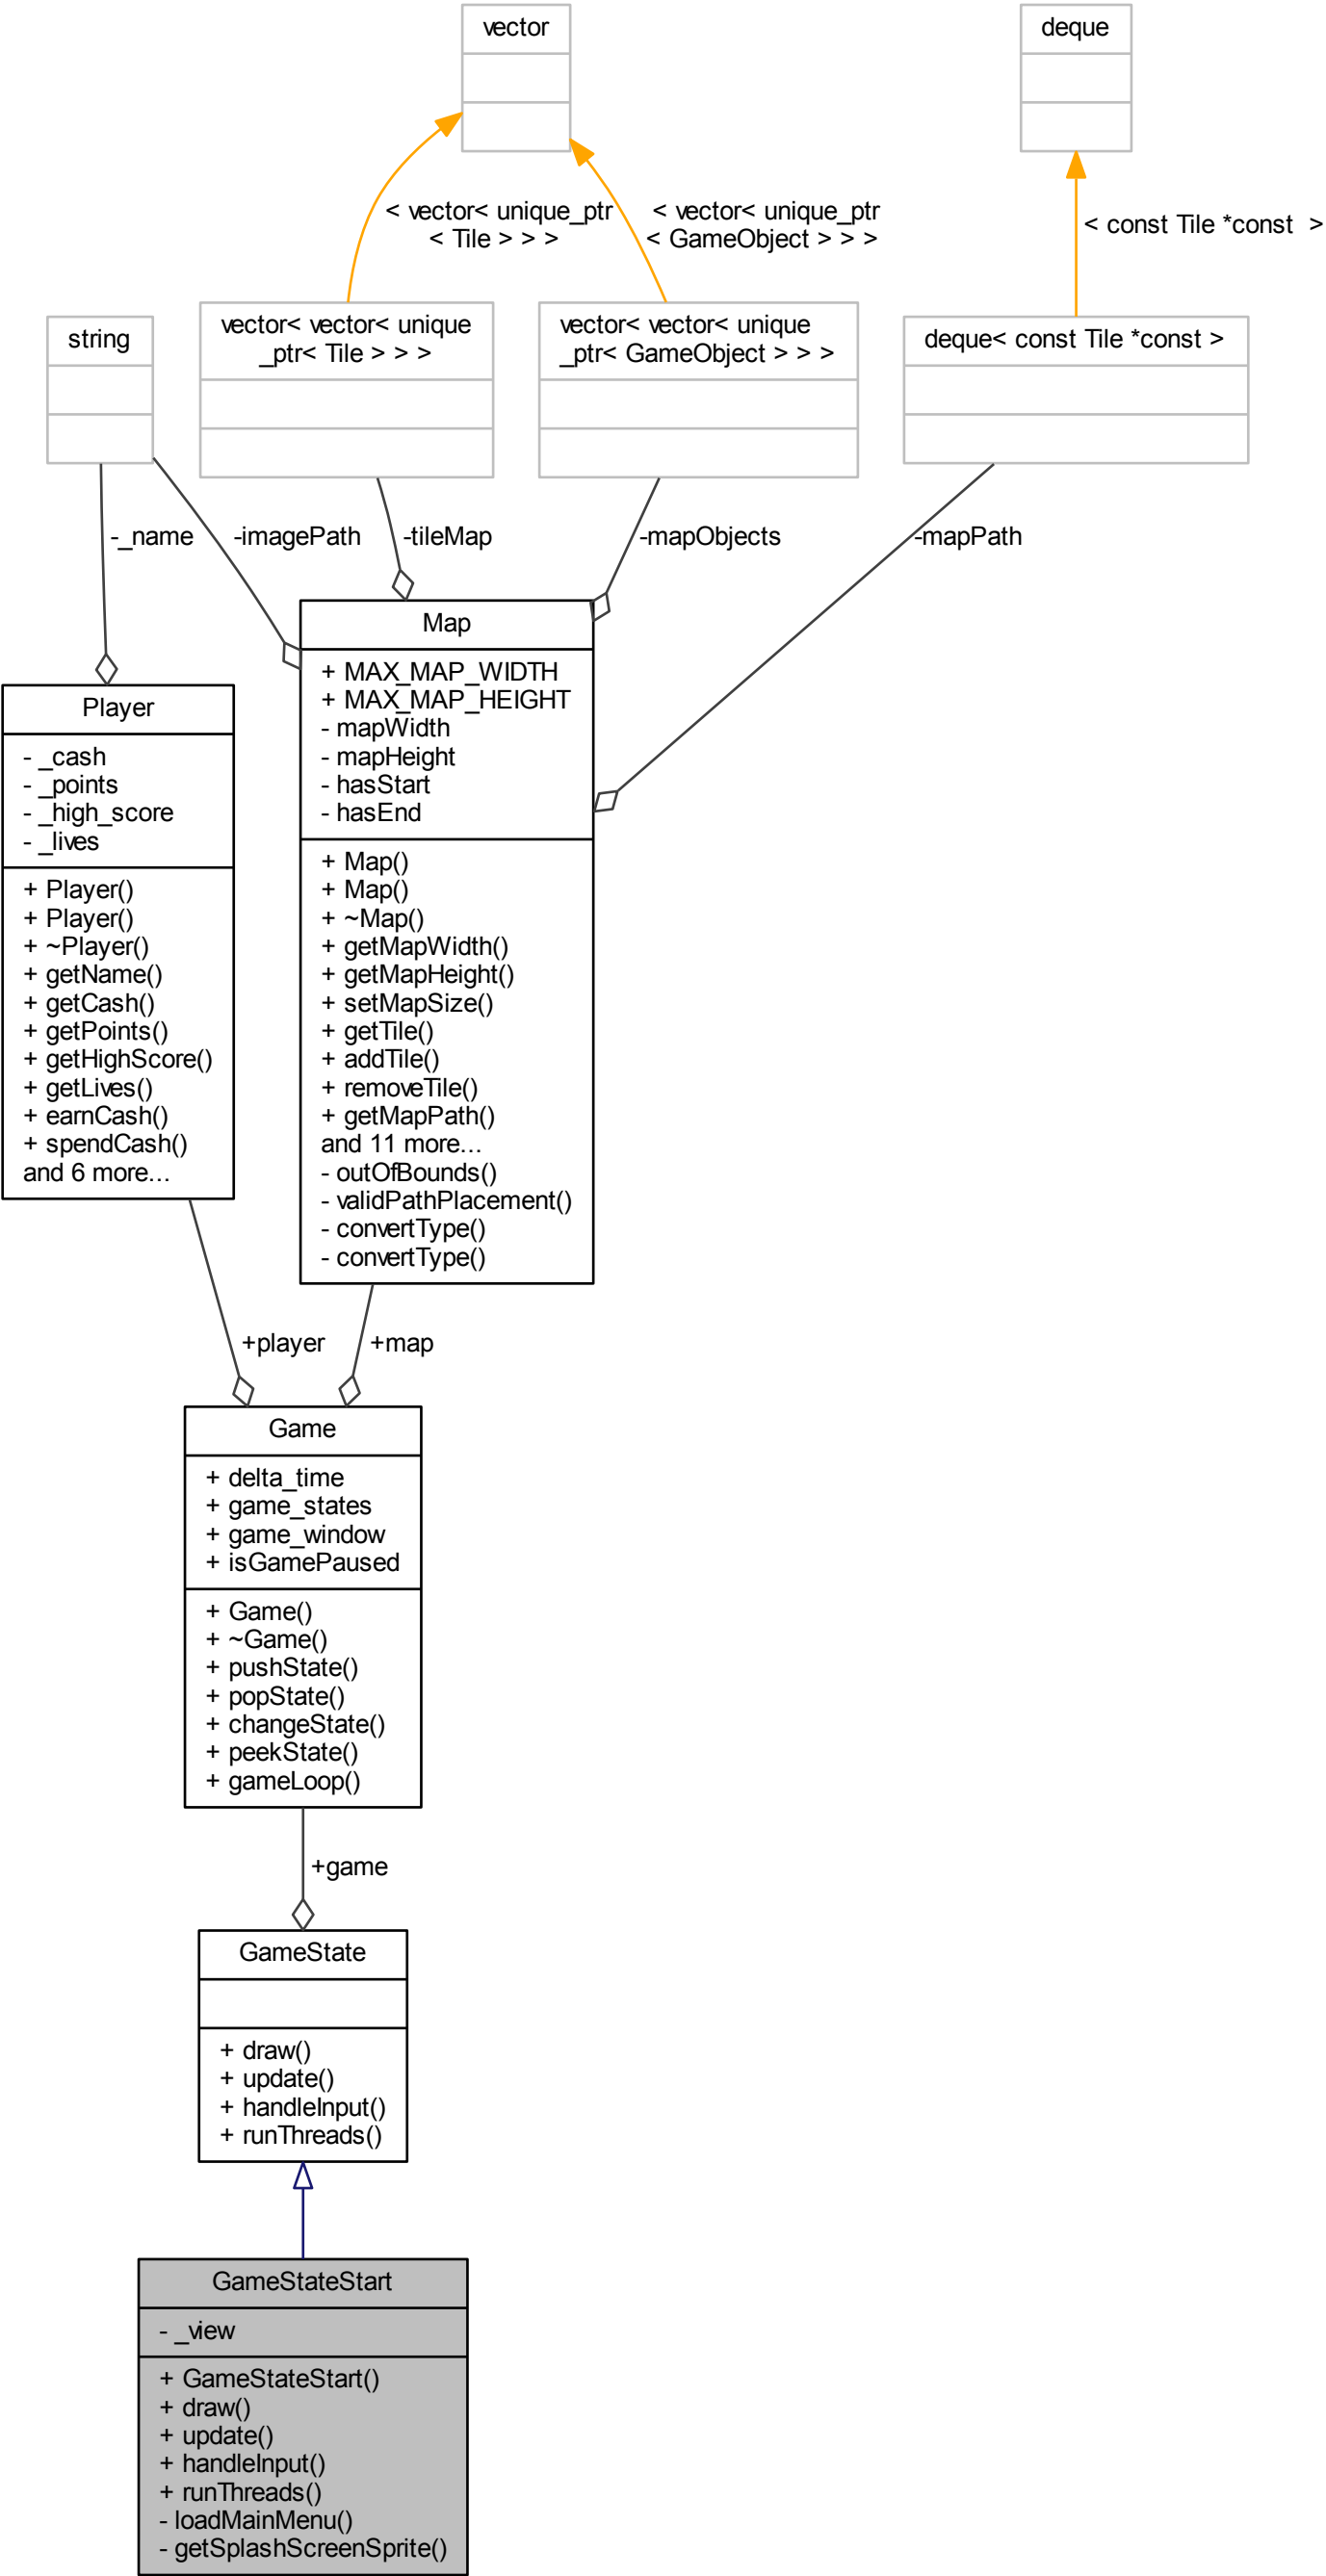 vector
deque
< vector< unique_ptr
< Tile > > >
< vector< unique_ptr
< GameObject > > >
< const Tile *const >
string
vector< vector< unique
_ptr< Tile > > >
vector< vector< unique
_ptr< GameObject > > >
deque< const Tile *const >
-_name
-imagePath
-tileMap
-mapObjects
-mapPath
Player
- _cash
- _points
- _high_score
- _lives
+ Player()
+ Player()
+ ~Player()
+ getName()
+ getCash()
+ getPoints()
+ getHighScore()
+ getLives()
+ earnCash()
+ spendCash()
and 6 more...
Map
+ MAX_MAP_WIDTH
+ MAX_MAP_HEIGHT
- mapWidth
- mapHeight
- hasStart
- hasEnd
+ Map()
+ Map()
+ ~Map()
+ getMapWidth()
+ getMapHeight()
+ setMapSize()
+ getTile()
+ addTile()
+ removeTile()
+ getMapPath()
and 11 more...
- outOfBounds()
- validPathPlacement()
- convertType()
- convertType()
+player
+map
Game
+ delta_time
+ game_states
+ game_window
+ isGamePaused
+ Game()
+ ~Game()
+ pushState()
+ popState()
+ changeState()
+ peekState()
+ gameLoop()
+game
GameState
+ draw()
+ update()
+ handleInput()
+ runThreads()
GameStateStart
- _view
+ GameStateStart()
+ draw()
+ update()
+ handleInput()
+ runThreads()
- loadMainMenu()
- getSplashScreenSprite()